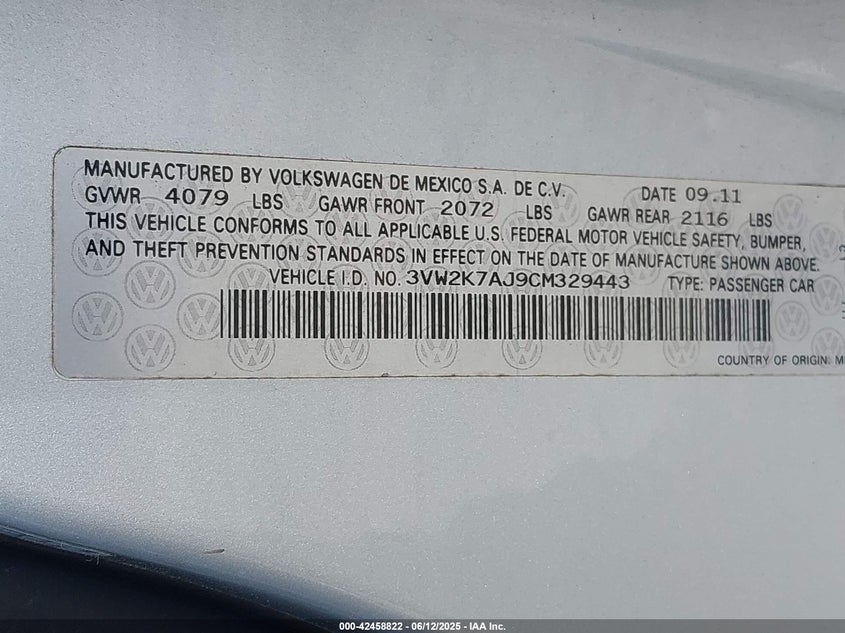 MANUFACTURED BY VOLKSWAGEN DE MEXICO S.A. DE C.V. DATE 09.11
GVWR 4079 LBS GAWR FRONT 2072 LBS GAWR REAR 2116 LBS
THIS VEHICLE CONFORMS TO ALL APPLICABLE U.S. FEDERAL MOTOR VEHICLE SAFETY, BUMPER,
AND THEFT PREVENTION STANDARDS IN EFFECT ON THE DATE OF MANUFACTURE SHOWN ABOVE.
VEHICLE I.D. NO. 3VW2K7AJ9CM329443 TYPE: PASSENGER CAR
COUNTRY OF ORIGIN. M
000-42458822 - 06/12/2025 - IAA Inc.